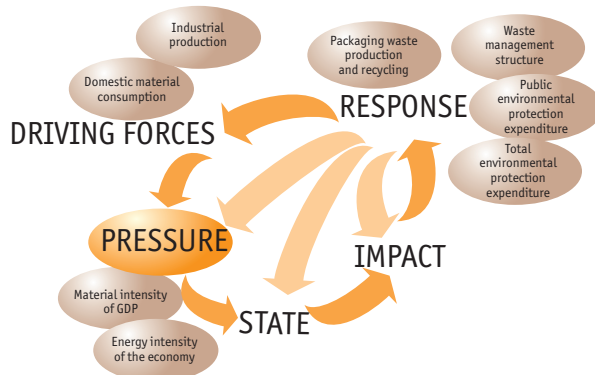 Industrial
production
Domestic material
consumption
DRIVING FORCES
Packaging waste
production
and recycling
RESPONSE
Waste
management
structure
Public
environmental
protection
expenditure
Total
environmental
protection
expenditure
PRESSURE
Material intensity
of GDP
Energy intensity
of the economy
STATE
IMPACT